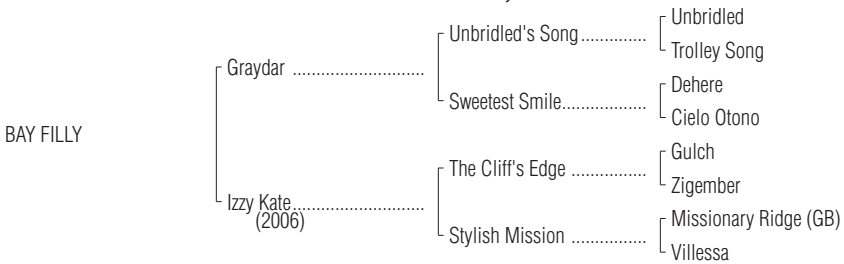 Unbridled
Unbridled's Song..............
Trolley Song
Graydar ............................
Dehere
Sweetest Smile..................
Cielo Otono
BAY FILLY
Gulch
The Cliff's Edge ................
Zigember
Izzy Kate............................
(2006)
Missionary Ridge (GB)
Stylish Mission ................
Villessa